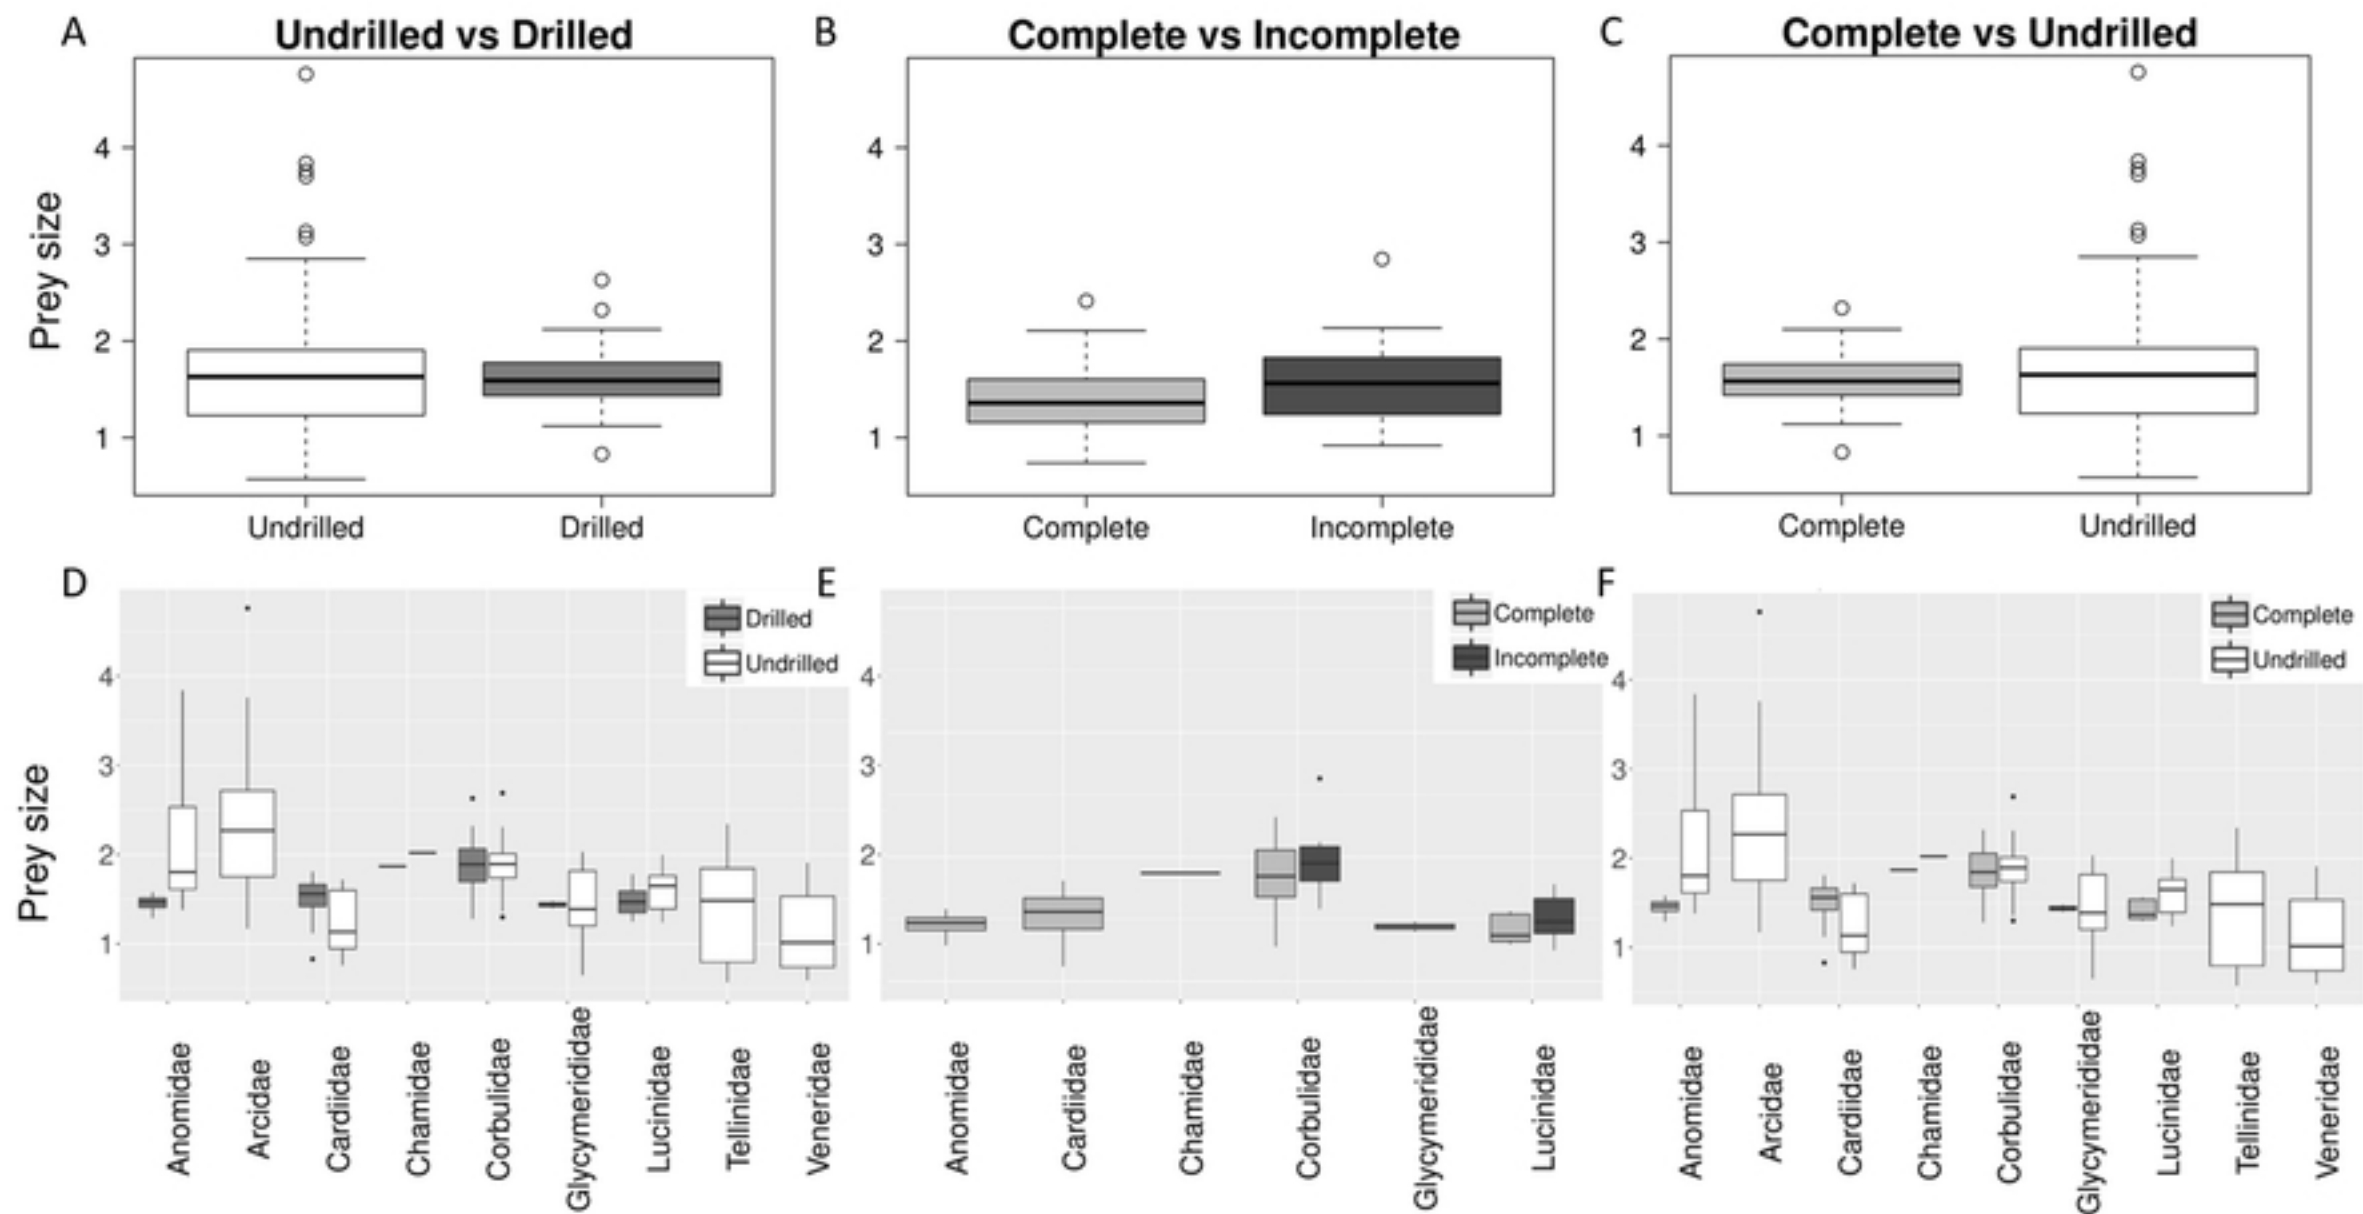 A Undrilled vs Drilled
Prey size
4
3
2
1
Undrilled Drilled
B Complete vs Incomplete
4
3
2
1
Complete Incomplete
C Complete vs Undrilled
4
3
2
1
Complete Undrilled
D
Drilled
Undrilled
Prey size
4
3
2
1
Anomidae
Arcidae
Cardiidae
Chamidae
Corbulidae
Glycymerididae
Lucinidae
Tellinidae
Veneridae
E
Complete
Incomplete
4
3
2
1
Anomidae
Cardiidae
Chamidae
Corbulidae
Glycymerididae
Lucinidae
F
Complete
Undrilled
4
3
2
1
Anomidae
Arcidae
Cardiidae
Chamidae
Corbulidae
Glycymerididae
Lucinidae
Tellinidae
Veneridae